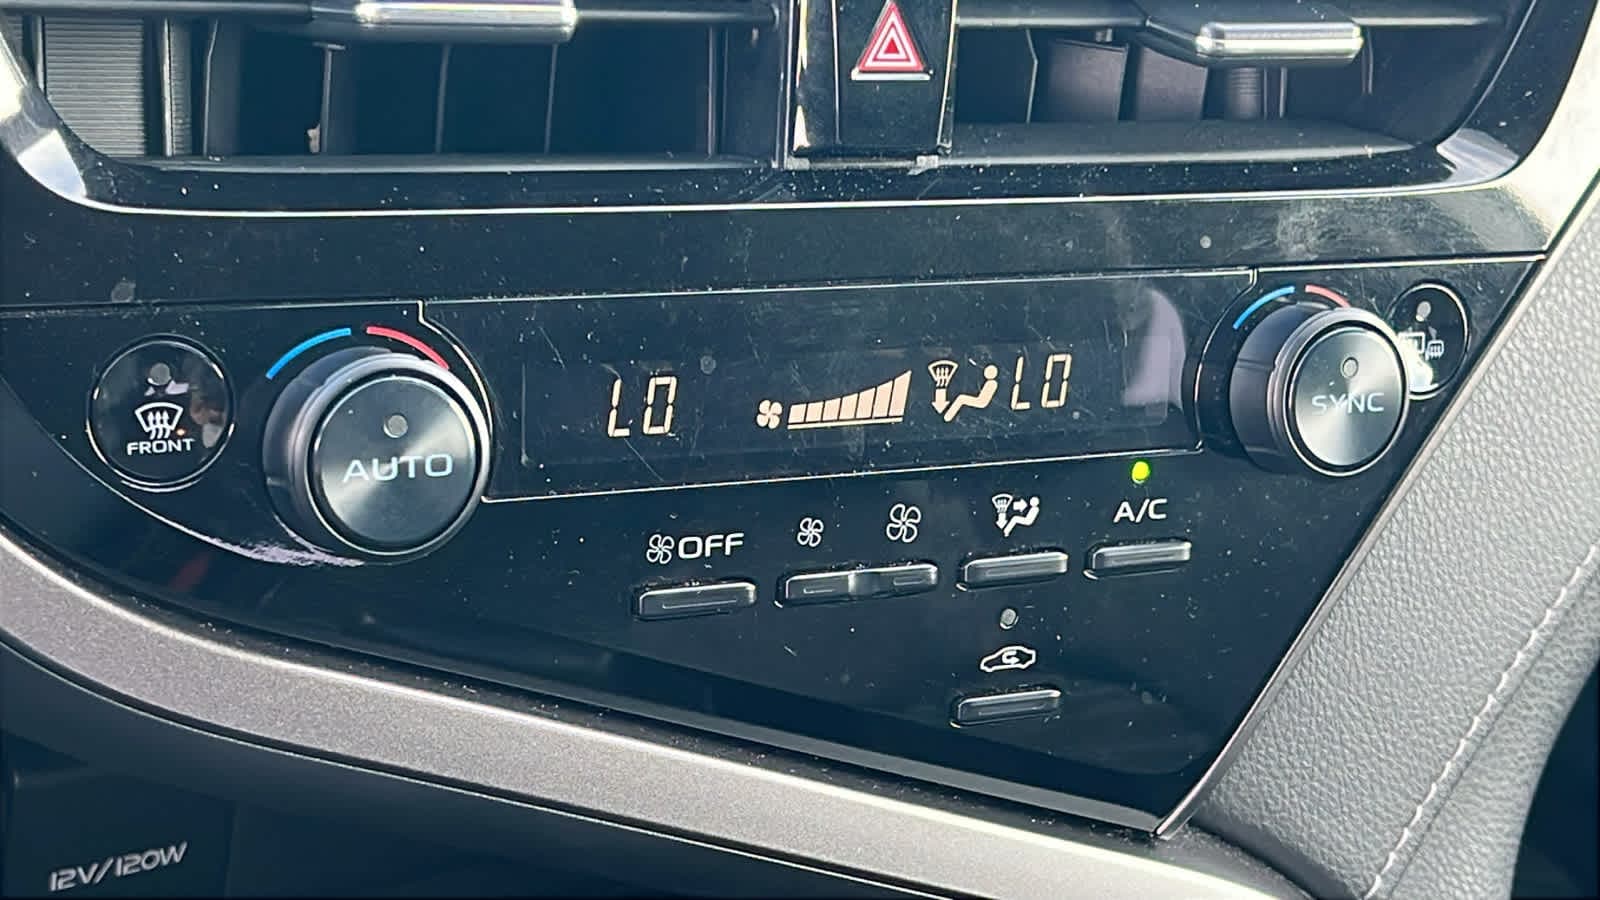 LO
LO
FRONT
AUTO
SYNC
OFF
A/C
12V/120W